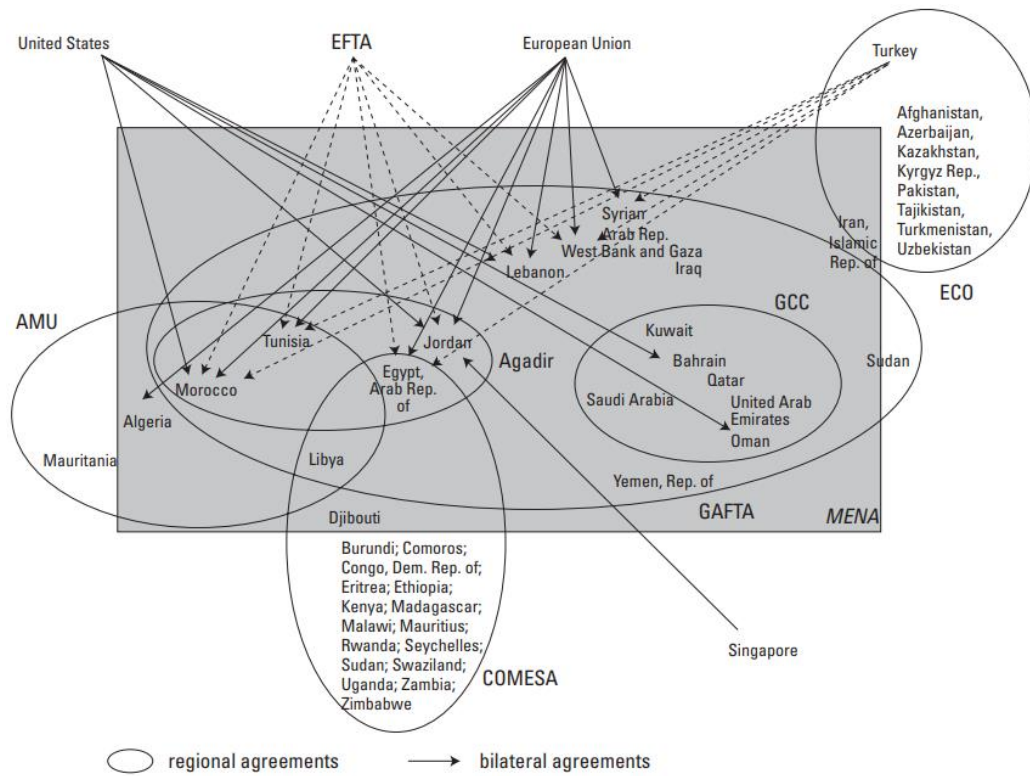 United States
EFTA
European Union
Turkey
Afghanistan,
Azerbaijan,
Kazakhstan,
Kyrgyz Rep.,
Pakistan,
Tajikistan,
Turkmenistan,
Uzbekistan
Iran,
Islamic
Rep. of
ECO
Syrian
Arab Rep.
West Bank and Gaza
Lebanon
Iraq
GCC
AMU
Tunisia
Jordan
Agadir
Kuwait
Bahrain
Qatar
Saudi Arabia
United Arab
Emirates
Oman
Sudan
Morocco
Egypt,
Arab Rep.
of
Algeria
Mauritania
Libya
Yemen, Rep. of
GAFTA
MENA
Djibouti
Burundi; Comoros;
Congo, Dem. Rep. of;
Eritrea; Ethiopia;
Kenya; Madagascar;
Malawi; Mauritius;
Rwanda; Seychelles;
Sudan; Swaziland;
Uganda; Zambia;
Zimbabwe
COMESA
Singapore
regional agreements
bilateral agreements